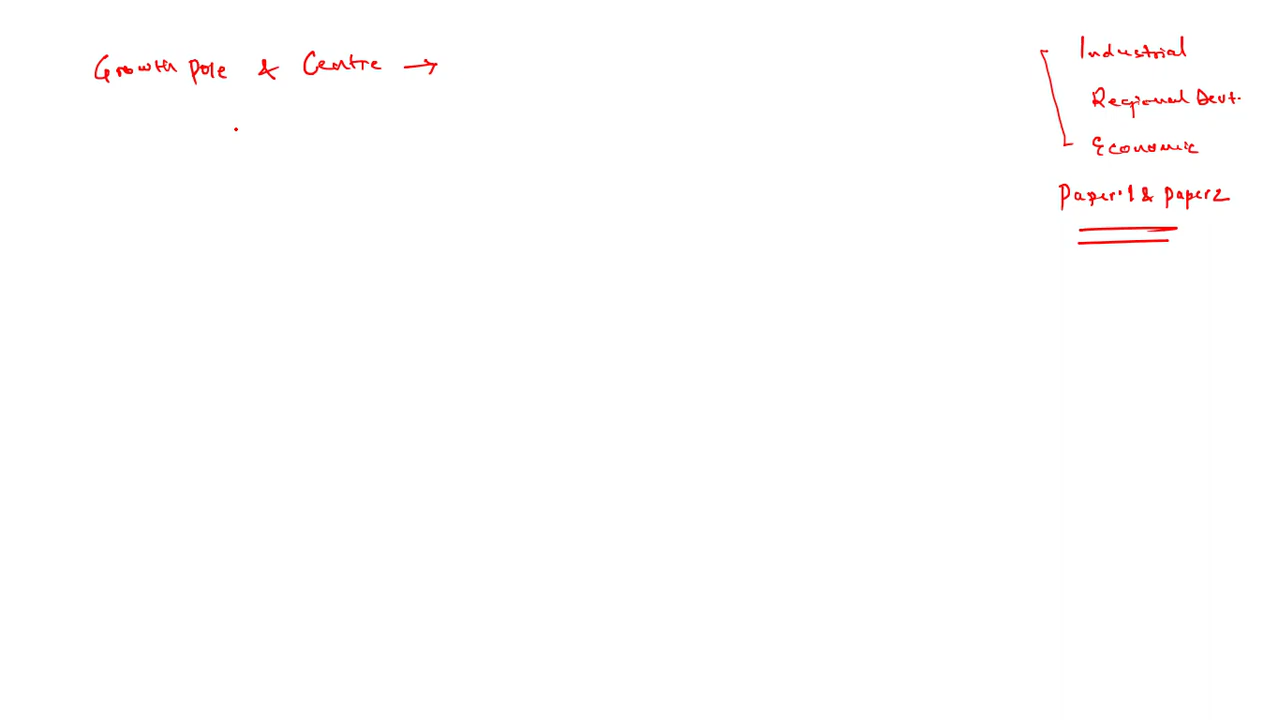 Growth pole & Centre →
Industrial
Regional Devt.
Economic
Paper-1 & Paper 2